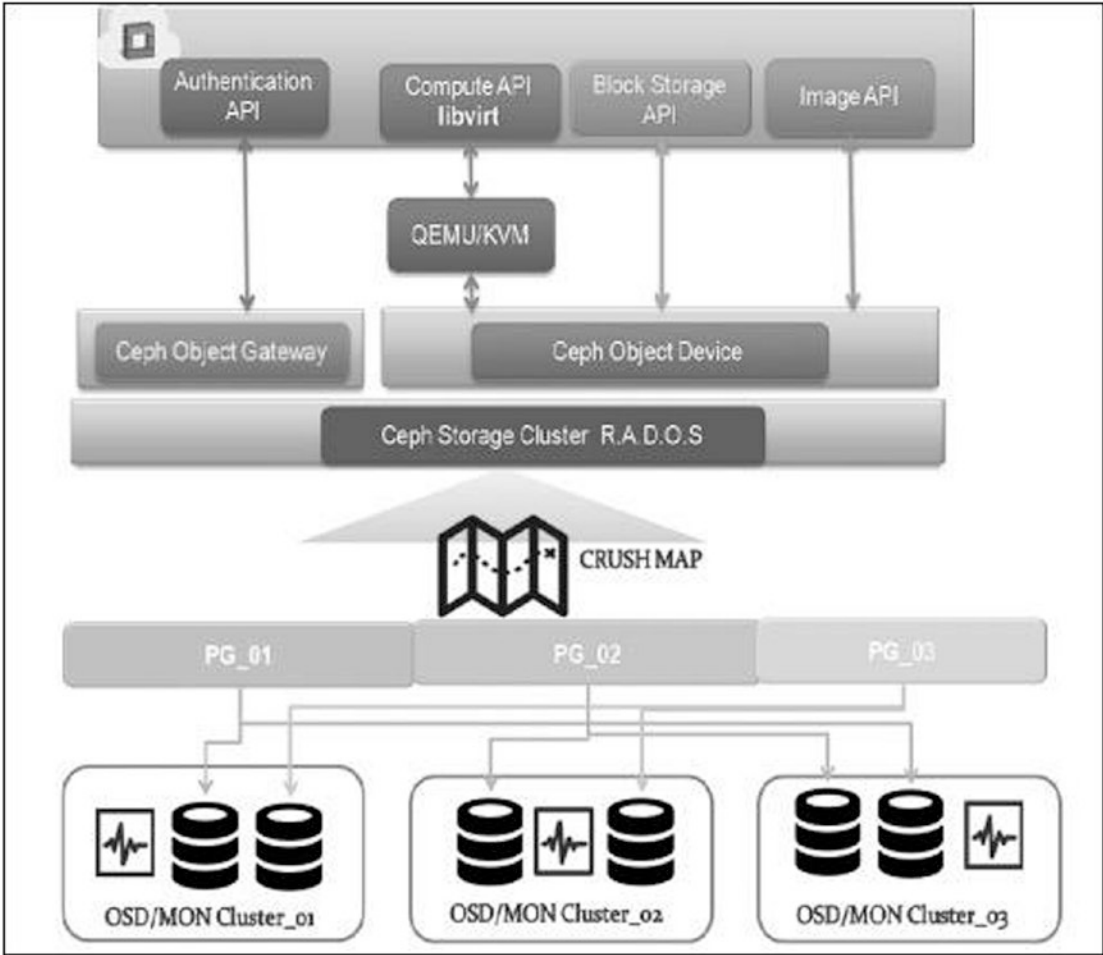 Authentication
API
Compute API
libvirt
Block Storage
API
Image API
QEMU/KVM
Ceph Object Gateway
Ceph Object Device
Ceph Storage Cluster R.A.D.O.S
CRUSH MAP
PG_01
PG_02
PG_03
OSD/MON Cluster_01
OSD/MON Cluster_02
OSD/MON Cluster_03